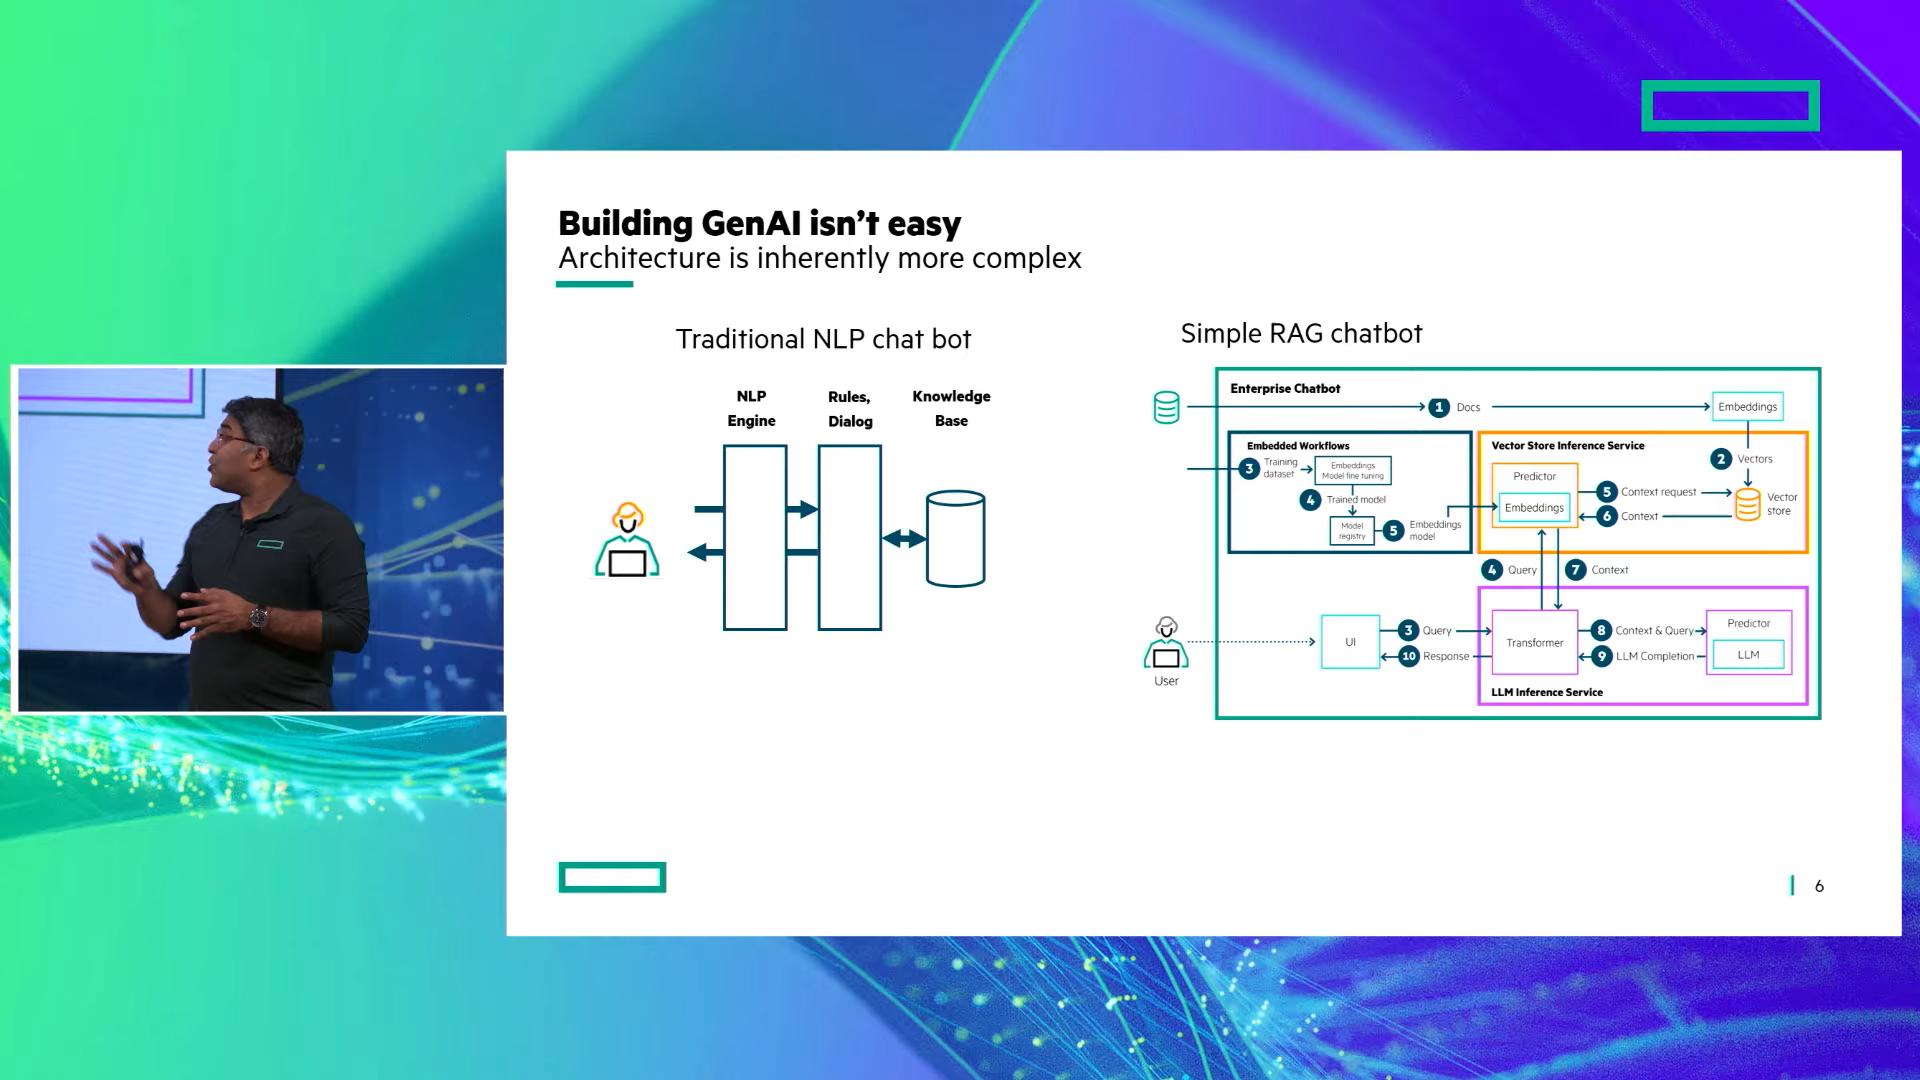 Building GenAI isn't easy
Architecture is inherently more complex
Traditional NLP chat bot
NLP
Engine
Rules,
Dialog
Knowledge
Base
Simple RAG chatbot
Enterprise Chatbot
1 Docs
Embeddings
Embedded Workflows
3 Training
dataset
Embeddings
Model fine tuning
4 Trained model
Model
registry
5 Embeddings
model
Vector Store Inference Service
2 Vectors
Predictor
Embeddings
5 Context request
6 Context
Vector
store
4 Query
7 Context
User
UI
3 Query
10 Response
Transformer
8 Context & Query
9 LLM Completion
Predictor
LLM
LLM Inference Service
6